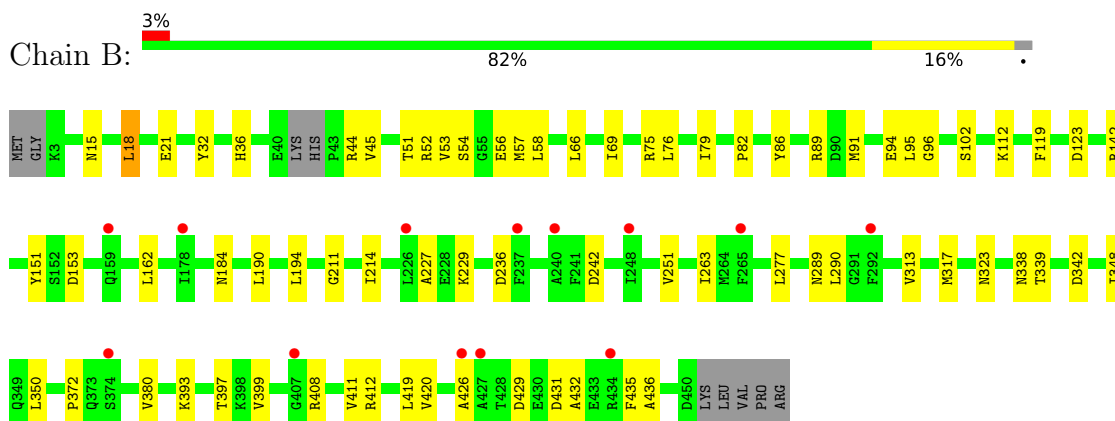 3%
Chain B:
82% 16% •
MET GLY K3 N15 L18 E21 Y32 H36 E40 LYS HIS P43 R44 V45 T51 R52 V53 S54 G55 E56 M57 L58 L66 I69 R75 L76 I79 P82 Y86 R89 D90 M91 E94 L95 G96 S102 K112 F119 D123
Y151 S152 D153 Q159 L162 I178 N184 L190 L194 G211 I214 L226 A227 E228 K229 D236 F237 A240 F241 D242 I248 V251 I263 M264 F265 L277 N289 L290 G291 F292 V313 M317 N323 N338 T339 D342
Q349 L350 P372 Q373 S374 V380 K393 T397 K398 V399 G407 R408 V411 R412 L419 V420 A426 A427 T428 D429 E430 D431 A432 E433 R434 F435 A436 D450 LYS LEU VAL PRO ARG